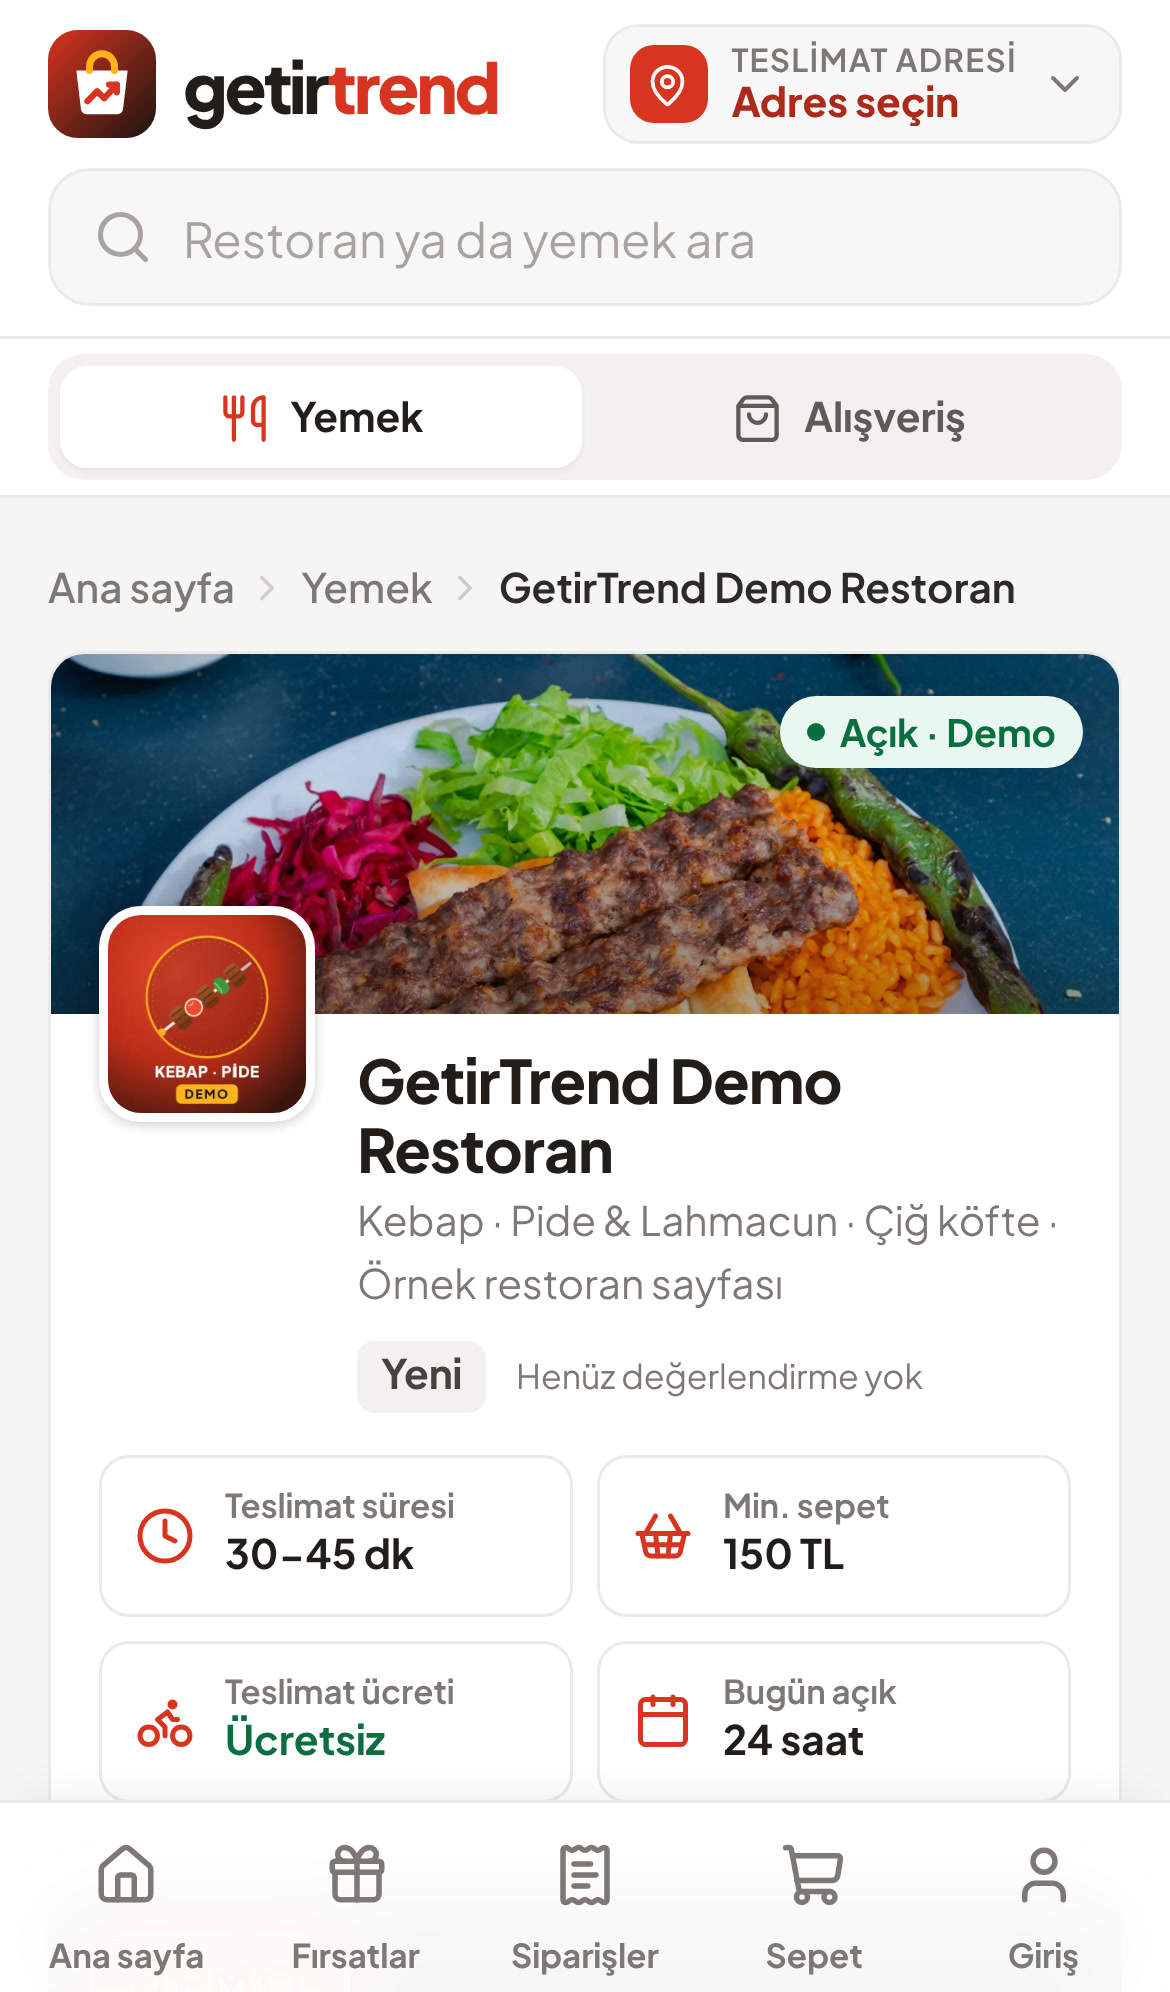 getirtrend
TESLİMAT ADRESİ
Adres seçin
Restoran ya da yemek ara
Yemek
Alışveriş
Ana sayfa > Yemek > GetirTrend Demo Restoran
Açık · Demo
KEBAP · PİDE
DEMO
GetirTrend Demo
Restoran
Kebap · Pide & Lahmacun · Çiğ köfte ·
Örnek restoran sayfası
Yeni
Henüz değerlendirme yok
Teslimat süresi
30–45 dk
Min. sepet
150 TL
Teslimat ücreti
Ücretsiz
Bugün açık
24 saat
Ana sayfa
Fırsatlar
Siparişler
Sepet
Giriş
DEMO